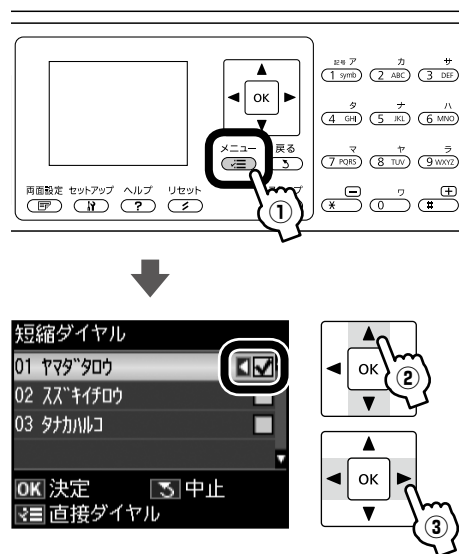 記号 ア カ サ
1 symb 2 ABC 3 DEF
タ ナ ハ
4 GHI 5 JKL 6 MNO
OK
メニュー 戻る
マ ヤ ラ
7 PQRS 8 TUV 9 WXYZ
両面設定 セットアップ ヘルプ リセット プ
?
ワ
* 0 #
①
短縮ダイヤル
01 ヤマダ゛タロウ
02 スズ゛キイチロウ
03 タナカハルコ
OK 決定 中止
直接ダイヤル
OK
②
OK
③